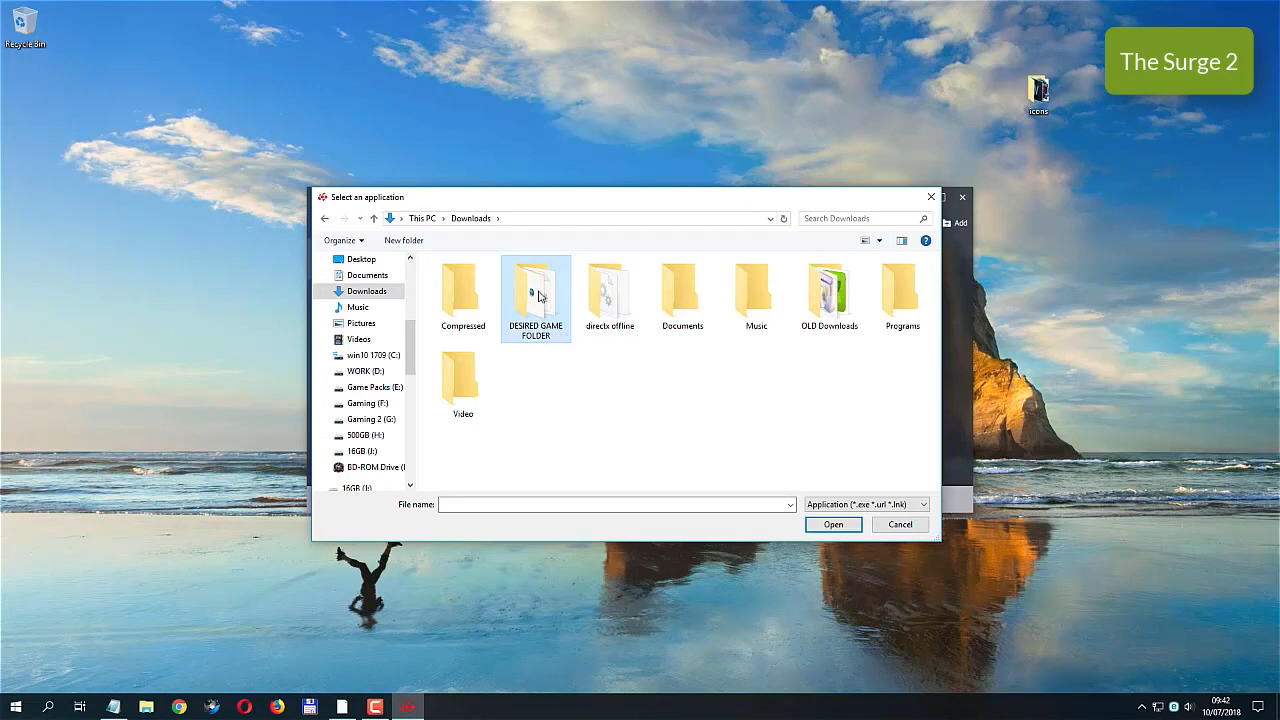 Recycle Bin
icons
The Surge 2
Select an application
This PC
Downloads
Search Downloads
Add
Organize
New folder
Desktop
Documents
Downloads
Music
Pictures
Videos
win10 1709 (C:)
WORK (D:)
Game Packs (E:)
Gaming (F:)
Gaming 2 (G:)
500GB (H:)
16GB (J:)
BD-ROM Drive (
16GB (J:)
Compressed
DESIRED GAME
FOLDER
directx offline
Documents
Music
OLD Downloads
Programs
Video
File name:
Application (*.exe *.url *.lnk)
Open
Cancel
09:42
10/07/2018